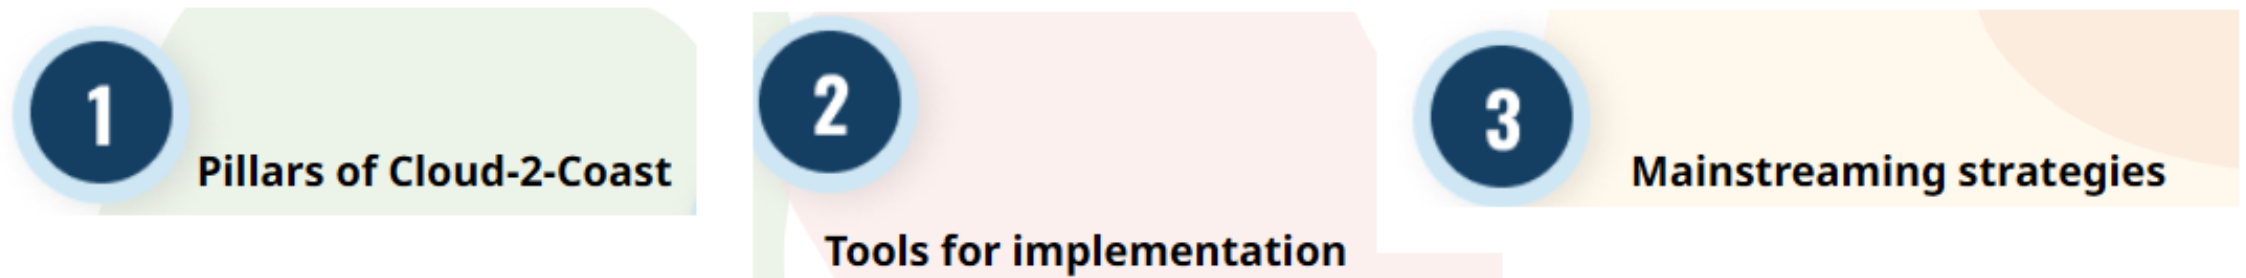 1
Pillars of Cloud-2-Coast
2
Tools for implementation
3
Mainstreaming strategies